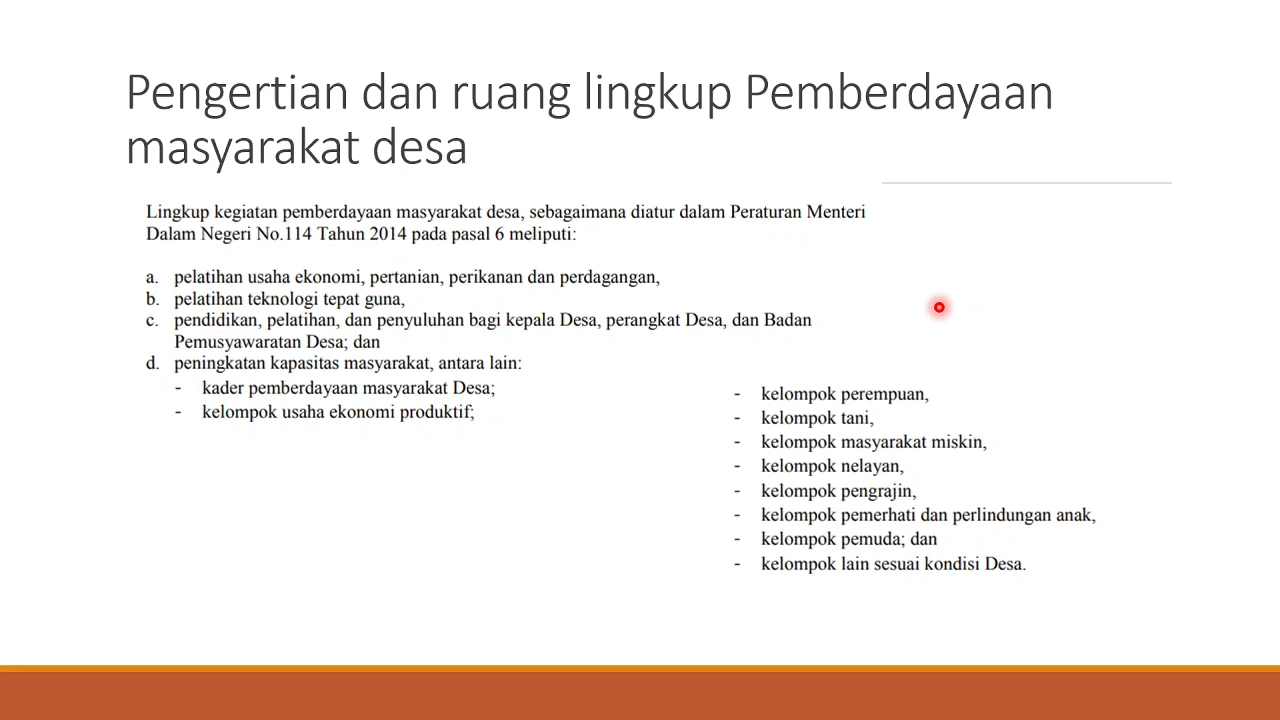 Pengertian dan ruang lingkup Pemberdayaan
masyarakat desa
Lingkup kegiatan pemberdayaan masyarakat desa, sebagaimana diatur dalam Peraturan Menteri
Dalam Negeri No.114 Tahun 2014 pada pasal 6 meliputi:
a. pelatihan usaha ekonomi, pertanian, perikanan dan perdagangan,
b. pelatihan teknologi tepat guna,
c. pendidikan, pelatihan, dan penyuluhan bagi kepala Desa, perangkat Desa, dan Badan
Pemusyawaratan Desa; dan
d. peningkatan kapasitas masyarakat, antara lain:
- kader pemberdayaan masyarakat Desa;
- kelompok usaha ekonomi produktif;
- kelompok perempuan,
- kelompok tani,
- kelompok masyarakat miskin,
- kelompok nelayan,
- kelompok pengrajin,
- kelompok pemerhati dan perlindungan anak,
- kelompok pemuda; dan
- kelompok lain sesuai kondisi Desa.